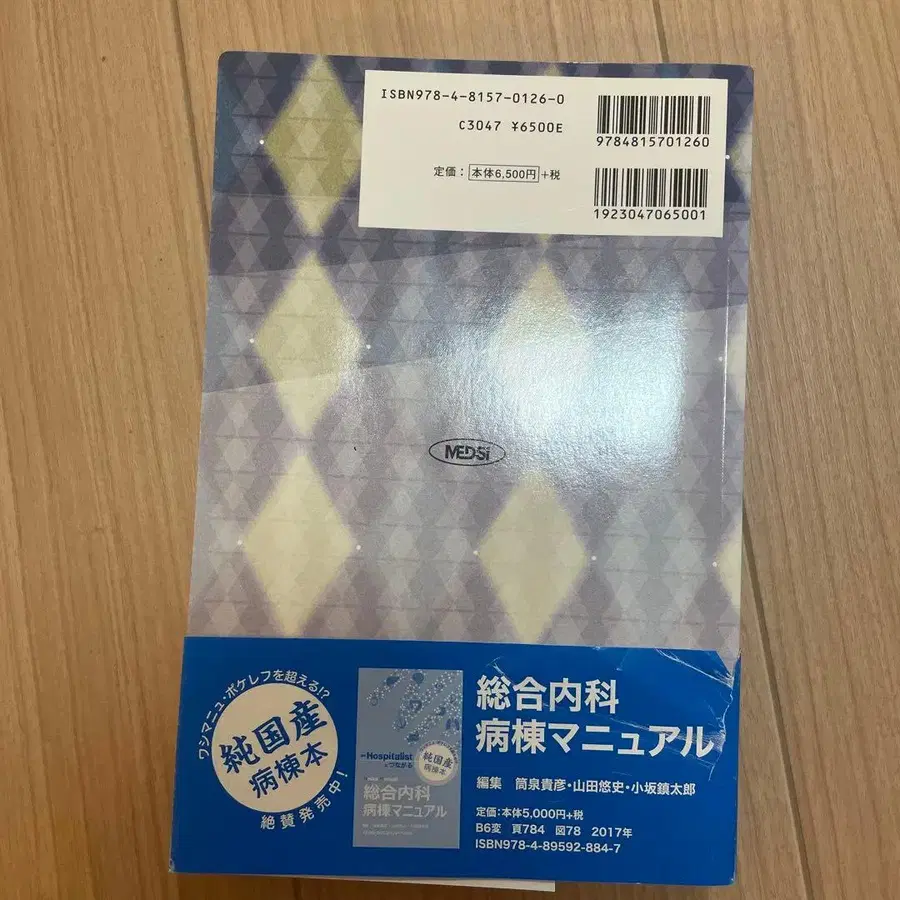 ISBN978-4-8157-0126-0
C3047 ¥6500E
定価：本体6,500円+税
9784815701260
1923047065001
MEDSi
ワシマニュ・ポケレフを超える!?
純国産
病棟本
絶賛発売中！
Hospitalist
とつながる
純国産
病棟本
総合内科
病棟マニュアル
総合内科
病棟マニュアル
編集 筒泉貴彦・山田悠史・小坂鎮太郎
定価：本体5,000円+税
B6変 頁784 図78 2017年
ISBN978-4-89592-884-7